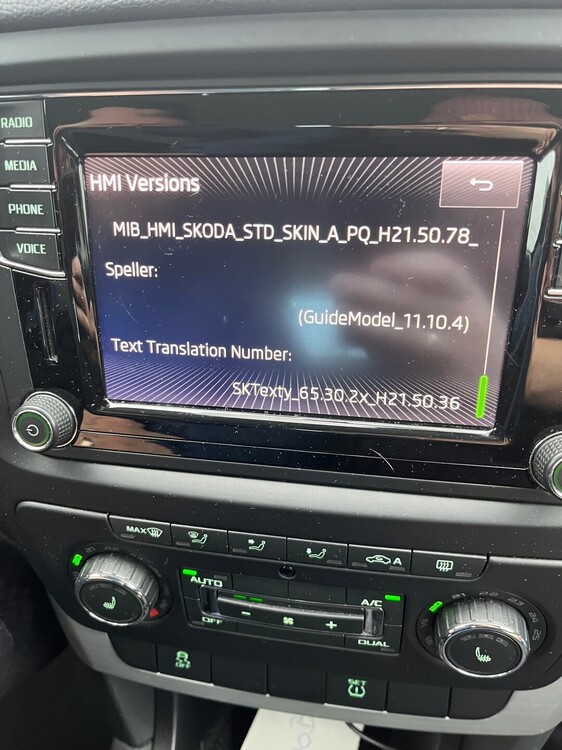 RADIO
MEDIA
PHONE
VOICE
HMI Versions
MIB_HMI_SKODA_STD_SKIN_A_PQ_H21.50.78_
Speller:
(GuideModel_11.10.4)
Text Translation Number:
SKTexty_65.30.2x_H21.50.36
MAX
A
AUTO
A/C
OFF
- +
DUAL
OFF
SET